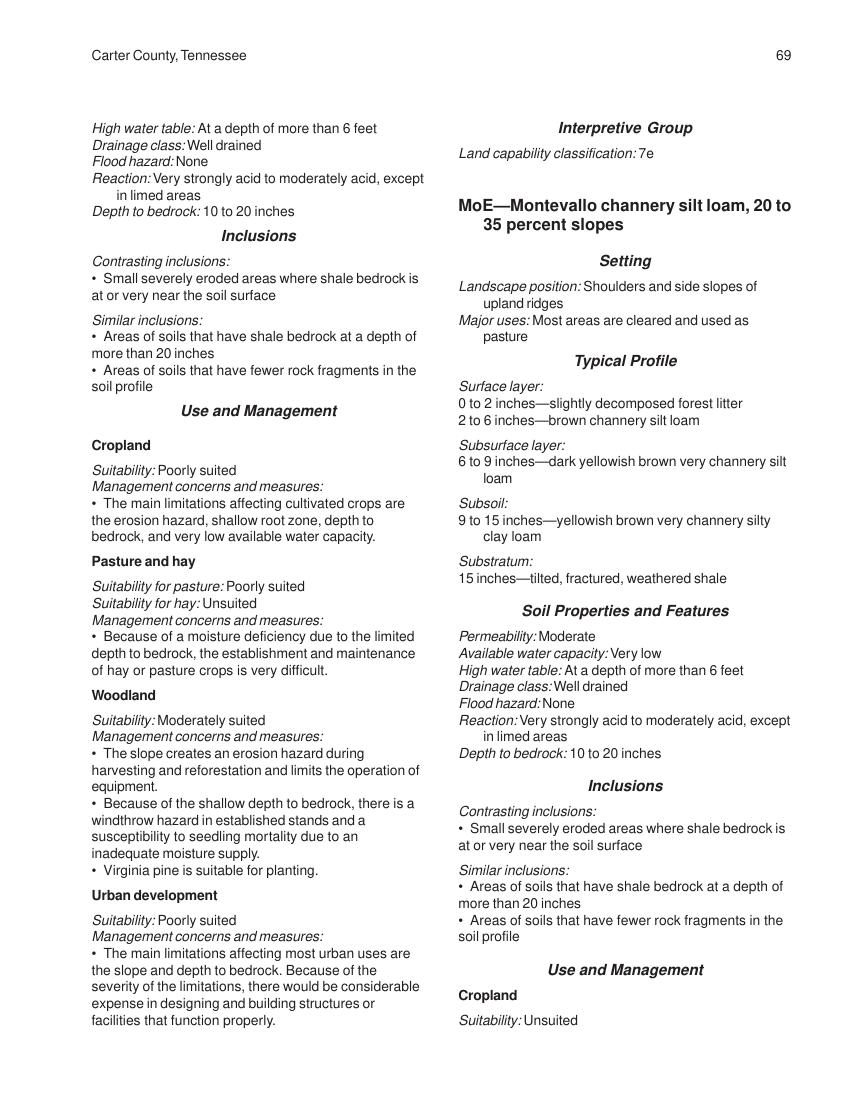 Carter County, Tennessee
69
High water table: At a depth of more than 6 feet
Drainage class: Well drained
Flood hazard: None
Reaction: Very strongly acid to moderately acid, except
in limed areas
Depth to bedrock: 10 to 20 inches
Inclusions
Contrasting inclusions:
• Small severely eroded areas where shale bedrock is
at or very near the soil surface
Similar inclusions:
• Areas of soils that have shale bedrock at a depth of
more than 20 inches
• Areas of soils that have fewer rock fragments in the
soil profile
Use and Management
Cropland
Suitability: Poorly suited
Management concerns and measures:
• The main limitations affecting cultivated crops are
the erosion hazard, shallow root zone, depth to
bedrock, and very low available water capacity.
Pasture and hay
Suitability for pasture: Poorly suited
Suitability for hay: Unsuited
Management concerns and measures:
• Because of a moisture deficiency due to the limited
depth to bedrock, the establishment and maintenance
of hay or pasture crops is very difficult.
Woodland
Suitability: Moderately suited
Management concerns and measures:
• The slope creates an erosion hazard during
harvesting and reforestation and limits the operation of
equipment.
• Because of the shallow depth to bedrock, there is a
windthrow hazard in established stands and a
susceptibility to seedling mortality due to an
inadequate moisture supply.
• Virginia pine is suitable for planting.
Urban development
Suitability: Poorly suited
Management concerns and measures:
• The main limitations affecting most urban uses are
the slope and depth to bedrock. Because of the
severity of the limitations, there would be considerable
expense in designing and building structures or
facilities that function properly.
Interpretive Group
Land capability classification: 7e
MoE—Montevallo channery silt loam, 20 to
35 percent slopes
Setting
Landscape position: Shoulders and side slopes of
upland ridges
Major uses: Most areas are cleared and used as
pasture
Typical Profile
Surface layer:
0 to 2 inches—slightly decomposed forest litter
2 to 6 inches—brown channery silt loam
Subsurface layer:
6 to 9 inches—dark yellowish brown very channery silt
loam
Subsoil:
9 to 15 inches—yellowish brown very channery silty
clay loam
Substratum:
15 inches—tilted, fractured, weathered shale
Soil Properties and Features
Permeability: Moderate
Available water capacity: Very low
High water table: At a depth of more than 6 feet
Drainage class: Well drained
Flood hazard: None
Reaction: Very strongly acid to moderately acid, except
in limed areas
Depth to bedrock: 10 to 20 inches
Inclusions
Contrasting inclusions:
• Small severely eroded areas where shale bedrock is
at or very near the soil surface
Similar inclusions:
• Areas of soils that have shale bedrock at a depth of
more than 20 inches
• Areas of soils that have fewer rock fragments in the
soil profile
Use and Management
Cropland
Suitability: Unsuited